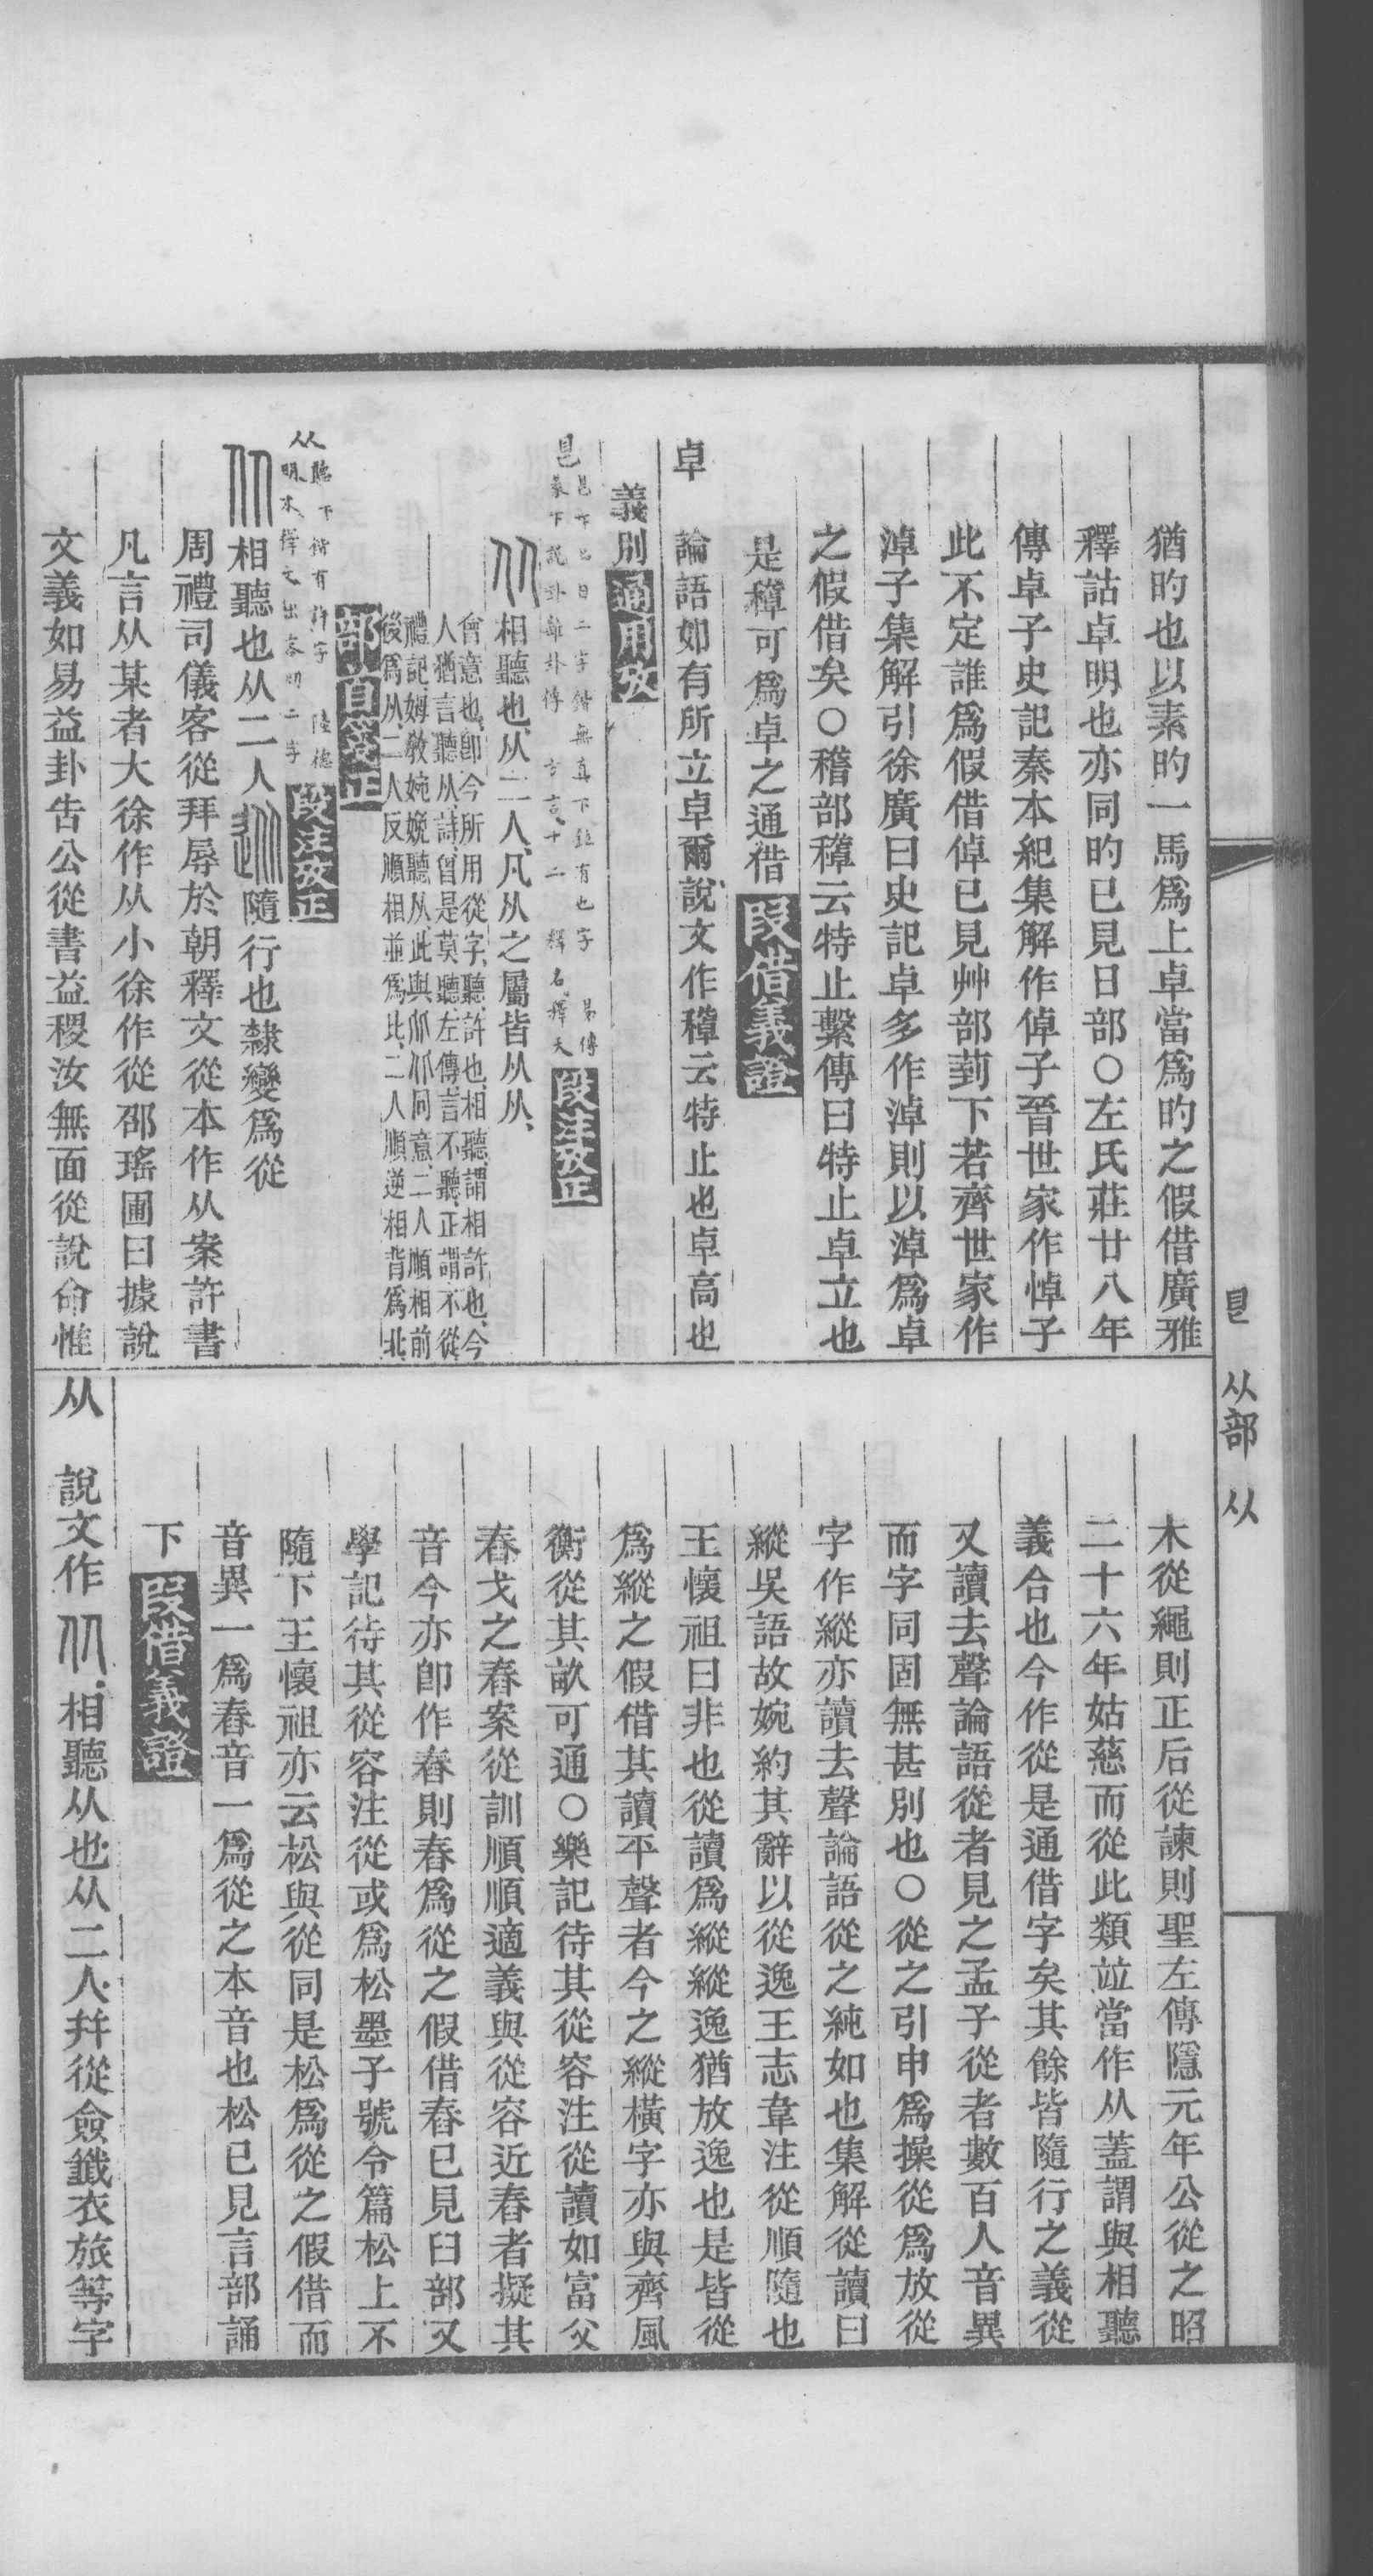 猶昀也以素昀一馬爲上卓當爲昀之假借廣雅
釋詁卓明也亦同昀已見日部○左氏莊廿八年
傳卓子史記秦本紀集解作倬子晉世家作悼子
此不定誰爲假借倬已見艸部菿下若齊世家作
淖子集解引徐廣曰史記卓多作淖則以淖爲卓
之假借矣○稽部𥡩云特止繫傳曰特止卓立也
是𥡩可爲卓之通借叚借義證
卓 論語如有所立卓爾說文作𥡩云特止也卓高也
義別通用攷
皀 皀下匕目二字鍇無真下鉉有也字 易傳
艮下說卦雜卦傳 方言十二 釋名釋天 段注攷正
从 相聽也、从二人、凡从之屬皆从从、
會意也、卽今所用從字、聽、許也、相聽、謂相許也、今
人猶言聽从、詩、曾是莫聽、左傳、言不聽、正謂不從
禮記、姆敎婉娩聽从、此與从从同意、二人順相前
後爲从、二人反順相竝爲比、二人順逆相背爲北、
部首箋正
从 聽下鍇有許字 陸德
明本釋文出客明二字 段注攷正
从 相聽也从二人從隨行也隸變爲從
周禮司儀客從拜辱於朝釋文從本作从案許書
凡言从某者大徐作从小徐作從邵瑤圃曰據說
文義如易益卦告公從書益稷汝無面從說命惟
皀 从部 从
木從繩則正后從諫則聖左傳隱元年公從之昭
二十六年姑慈而從此類竝當作从蓋謂與相聽
義合也今作從是通借字矣其餘皆隨行之義從
又讀去聲論語從者見之孟子從者數百人音異
而字同固無甚別也○從之引申爲操從爲放從
字作縱亦讀去聲論語從之純如也集解從讀曰
縱吳語故婉約其辭以從逸王志韋注從順隨也
王懷祖曰非也從讀爲縱縱逸猶放逸也是皆從
爲縱之假借其讀平聲者今之縱橫字亦與齊風
衡從其畝可通○樂記待其從容注從讀如富父
舂戈之舂案從訓順順適義與從容近舂者擬其
音今亦卽作舂則舂爲從之假借舂已見臼部又
學記待其從容注從或爲松墨子號令篇松上不
隨下王懷祖亦云松與從同是松爲從之假借而
音異一爲舂音一爲從之本音也松已見言部誦
下叚借義證
从 說文作从相聽从也从二人幷從僉籤衣旅等字